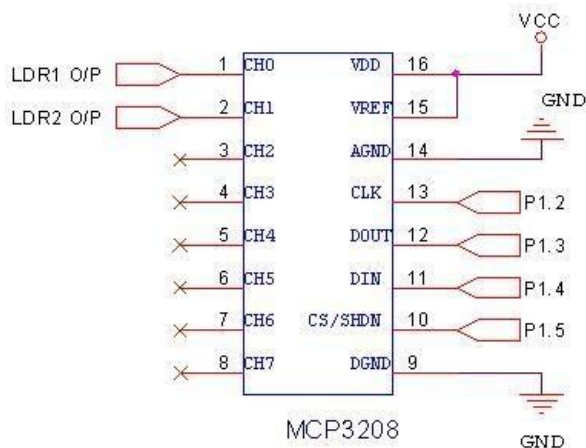 VCC
LDR1 O/P 1 CH0 VDD 16
GND
LDR2 O/P 2 CH1 VREF 15
3 CH2 AGND 14
4 CH3 CLK 13 P1.2
5 CH4 DOUT 12 P1.3
6 CH5 DIN 11 P1.4
7 CH6 CS/SHDN 10 P1.5
8 CH7 DGND 9
MCP3208
GND